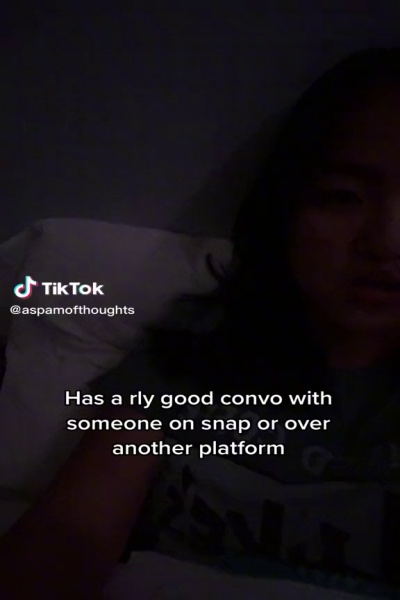 TikTok
@aspamofthoughts
Has a rly good convo with
someone on snap or over
another platform